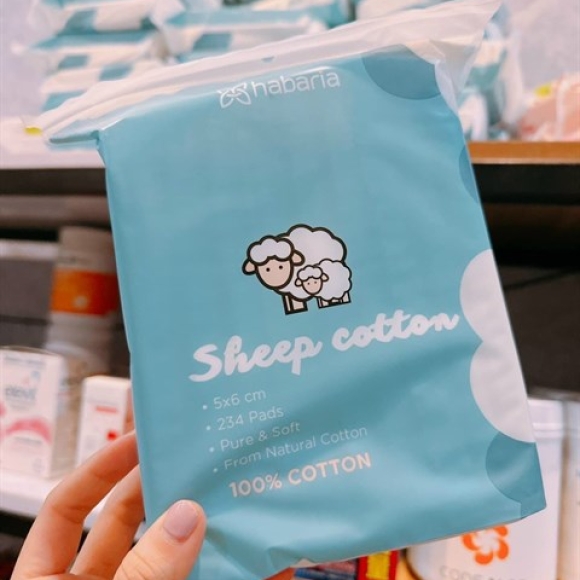 habaria
Sheep cotton
• 5x6 cm
• 234 Pads
• Pure & Soft
• From Natural Cotton
100% COTTON